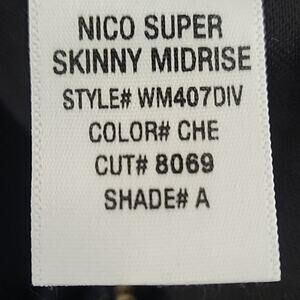 NICO SUPER
SKINNY MIDRISE
STYLE# WM407DIV
COLOR# CHE
CUT# 8069
SHADE# A